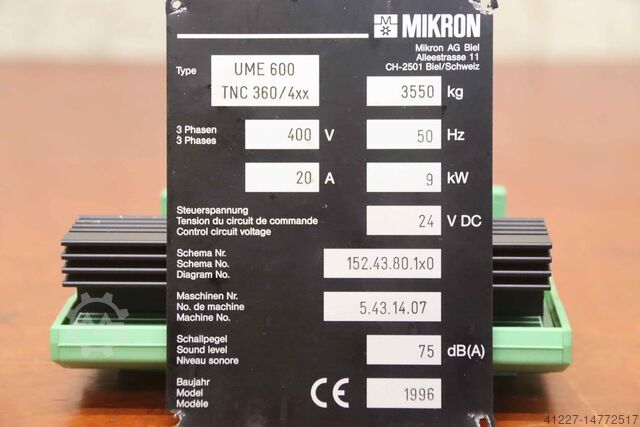 MIKRON
Mikron AG Biel
Alleestrasse 11
CH-2501 Biel/Schweiz
Type UME 600
TNC 360/4xx 3550 kg
3 Phasen
3 Phases 400 V 50 Hz
20 A 9 kW
Steuerspannung
Tension du circuit de commande
Control circuit voltage 24 V DC
Schema Nr.
Schema No.
Diagram No. 152.43.80.1x0
Maschinen Nr.
No. de machine
Machine No. 5.43.14.07
Schallpegel
Sound level
Niveau sonore 75 dB(A)
Baujahr
Model
Modèle CE 1996
41227-14772517